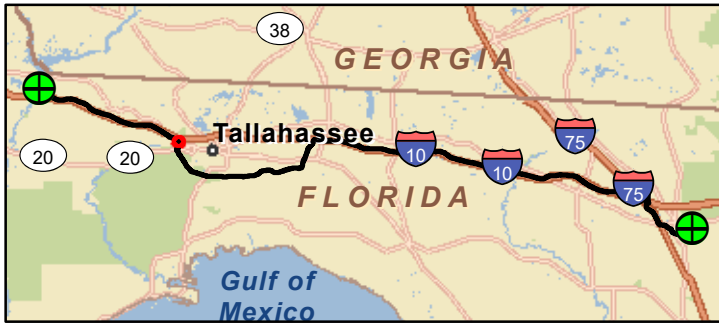 38
GEORGIA
Tallahassee
75
20
20
10
10
FLORIDA
75
Gulf of
Mexico